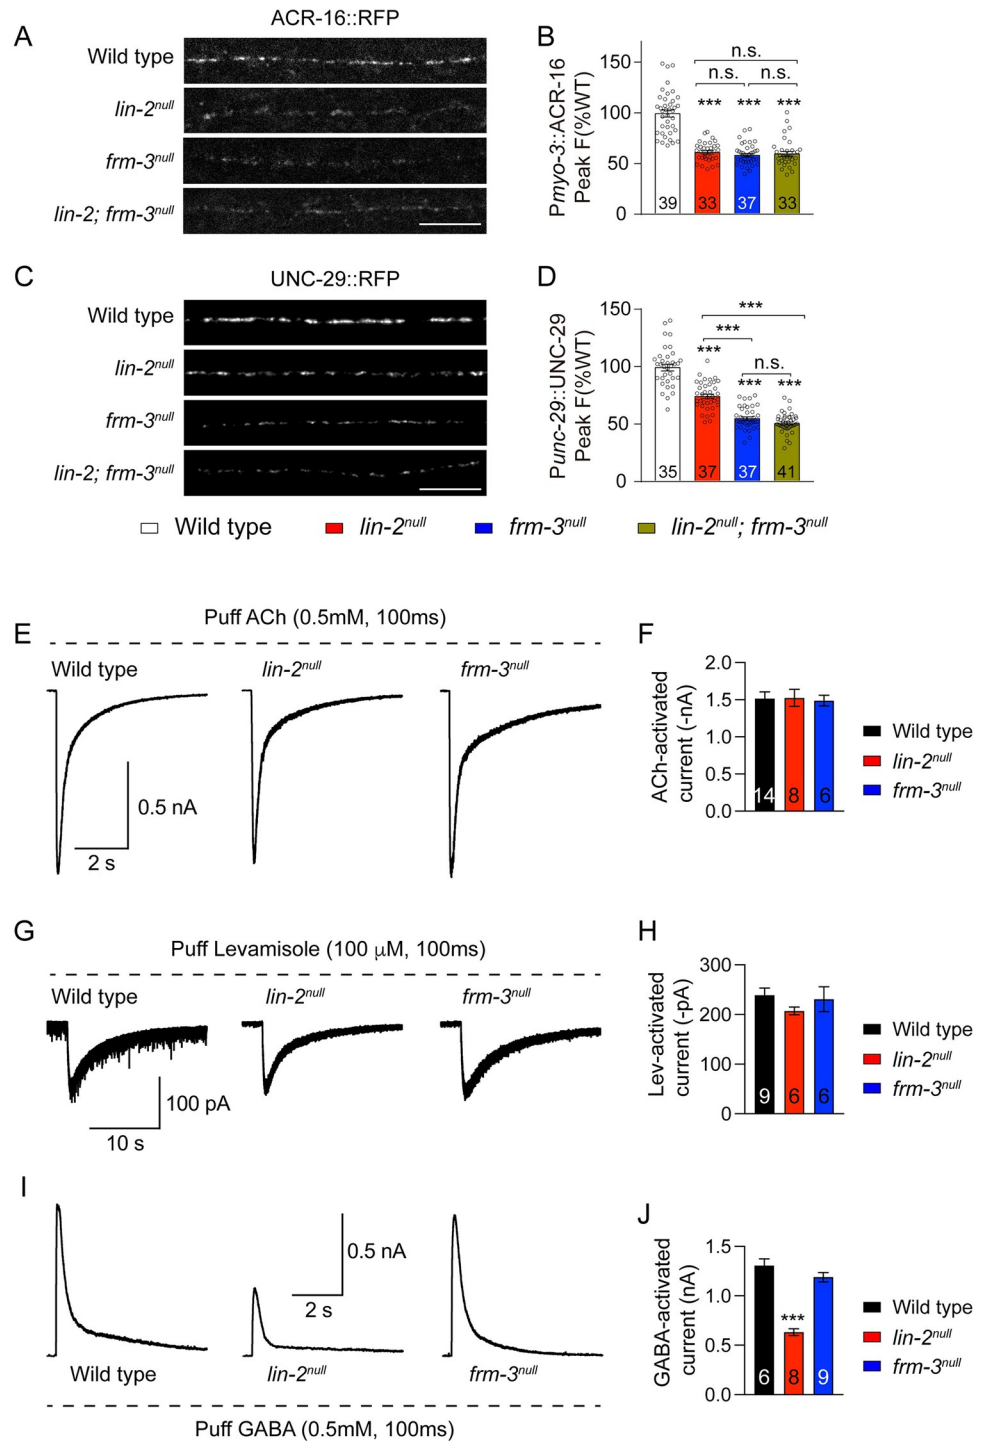 A
ACR-16::RFP
Wild type
lin-2null
frm-3null
lin-2; frm-3null
B
n.s.
n.s. n.s.
*** *** ***
150
100
50
0
Pmyo-3::ACR-16
Peak F(%WT)
39 33 37 33
C
UNC-29::RFP
Wild type
lin-2null
frm-3null
lin-2; frm-3null
D
***
***
***
n.s.
*** ***
150
100
50
0
Punc-29::UNC-29
Peak F(%WT)
35 37 37 41
Wild type lin-2null frm-3null lin-2null; frm-3null
E
Puff ACh (0.5mM, 100ms)
Wild type lin-2null frm-3null
0.5 nA
2 s
F
2.0
1.5
1.0
0.5
0.0
ACh-activated
current (-nA)
14 8 6
Wild type
lin-2null
frm-3null
G
Puff Levamisole (100 μM, 100ms)
Wild type lin-2null frm-3null
100 pA
10 s
H
300
200
100
0
Lev-activated
current (-pA)
9 6 6
Wild type
lin-2null
frm-3null
I
0.5 nA
2 s
Wild type lin-2null frm-3null
Puff GABA (0.5mM, 100ms)
J
1.5
1.0
0.5
0.0
GABA-activated
current (nA)
***
6 8 9
Wild type
lin-2null
frm-3null